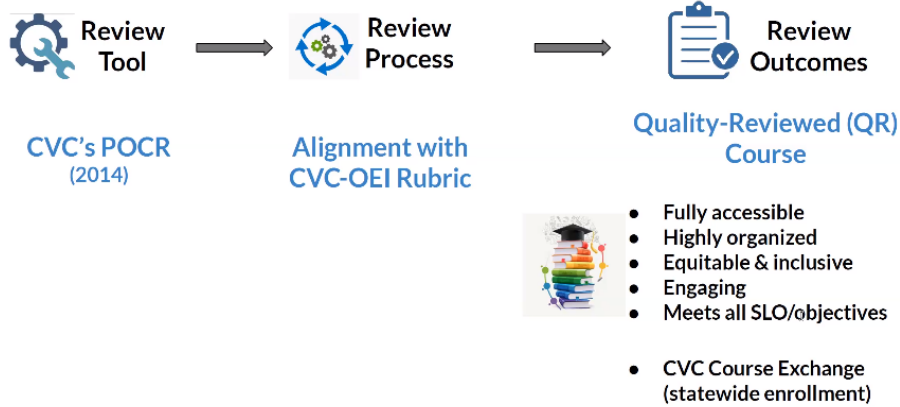 Review
Tool
Review
Process
Review
Outcomes
CVC's POCR
(2014)
Alignment with
CVC-OEI Rubric
Quality-Reviewed (QR)
Course
● Fully accessible
● Highly organized
● Equitable & inclusive
● Engaging
● Meets all SLO/objectives
● CVC Course Exchange
(statewide enrollment)